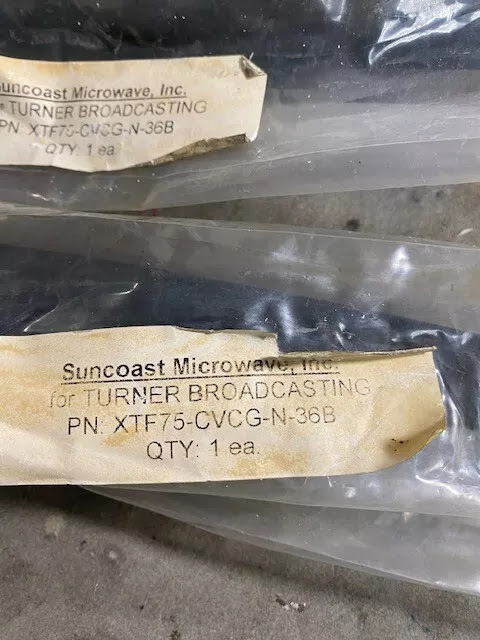 Suncoast Microwave, Inc.
TURNER BROADCASTING
PN XTF75-CVCG-N-36B
QTY: 1 ea
Suncoast Microwave, Inc.
for TURNER BROADCASTING
PN: XTF75-CVCG-N-36B
QTY: 1 ea.